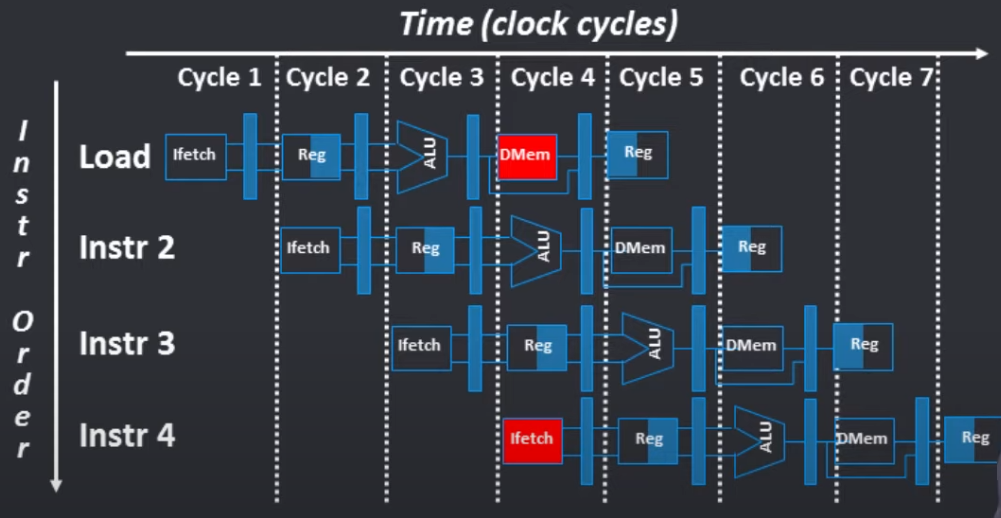 Time (clock cycles)
Cycle 1 Cycle 2 Cycle 3 Cycle 4 Cycle 5 Cycle 6 Cycle 7
Instr Order
Load Ifetch Reg ALU DMem Reg
Instr 2 Ifetch Reg ALU DMem Reg
Instr 3 Ifetch Reg ALU DMem Reg
Instr 4 Ifetch Reg ALU DMem Reg